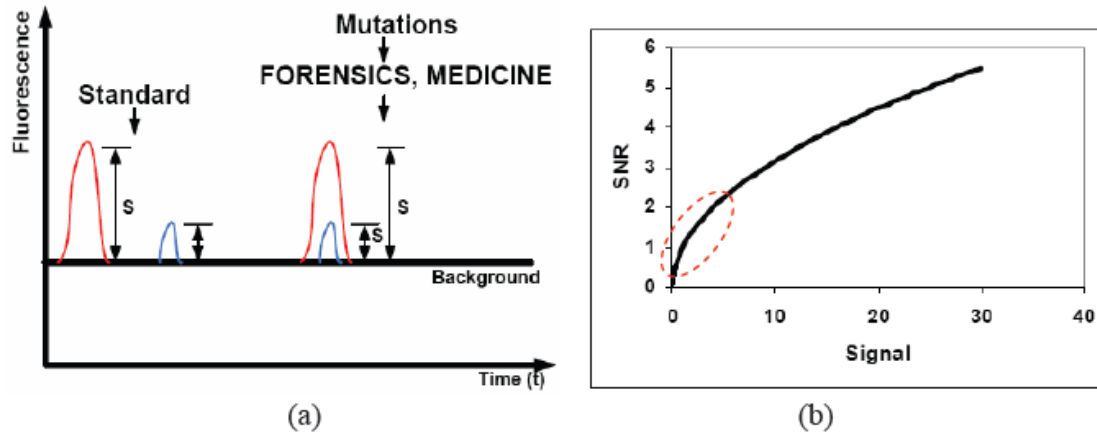 Fluorescence
Mutations
FORENSICS, MEDICINE
Standard
S
S
S
Background
Time (t)
(a)
SNR
6
5
4
3
2
1
0
0 10 20 30 40
Signal
(b)